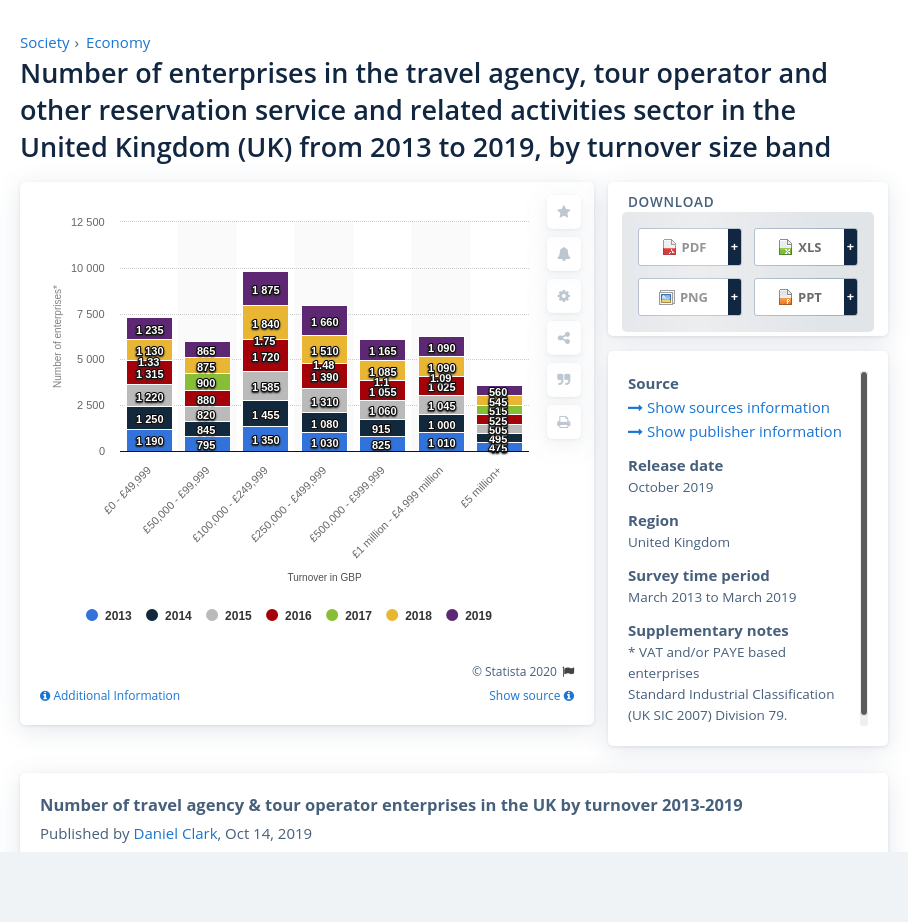 Society › Economy
Number of enterprises in the travel agency, tour operator and
other reservation service and related activities sector in the
United Kingdom (UK) from 2013 to 2019, by turnover size band
DOWNLOAD
PDF +
XLS +
PNG +
PPT +
Number of enterprises*
12 500
10 000
7 500
5 000
2 500
0
1 235
1 130
1.33
1 315
1 220
1 250
1 190
865
875
900
880
820
845
795
1 875
1 840
1.75
1 720
1 585
1 455
1 350
1 660
1 510
1.48
1 390
1 310
1 080
1 030
1 165
1 085
1.1
1 055
1 060
915
825
1 090
1 090
1.09
1 025
1 045
1 000
1 010
560
545
515
525
505
495
475
£0 - £49,999
£50,000 - £99,999
£100,000 - £249,999
£250,000 - £499,999
£500,000 - £999,999
£1 million - £4.999 million
£5 million+
Turnover in GBP
2013 2014 2015 2016 2017 2018 2019
© Statista 2020
Additional Information
Show source
Source
Show sources information
Show publisher information
Release date
October 2019
Region
United Kingdom
Survey time period
March 2013 to March 2019
Supplementary notes
* VAT and/or PAYE based
enterprises
Standard Industrial Classification
(UK SIC 2007) Division 79.
Number of travel agency & tour operator enterprises in the UK by turnover 2013-2019
Published by Daniel Clark, Oct 14, 2019